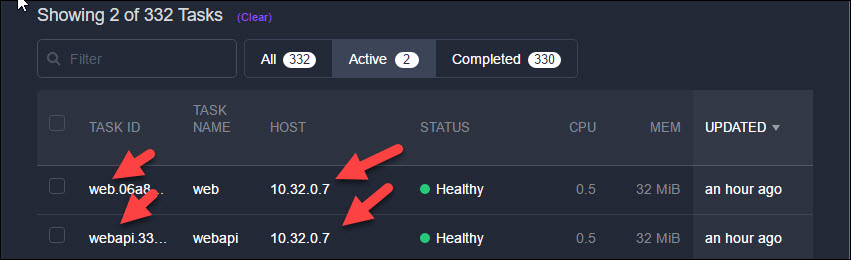 Showing 2 of 332 Tasks (Clear)
Filter All 332 Active 2 Completed 330
TASK ID TASK NAME HOST STATUS CPU MEM UPDATED
web.06a8… web 10.32.0.7 Healthy 0.5 32 MiB an hour ago
webapi.33… webapi 10.32.0.7 Healthy 0.5 32 MiB an hour ago